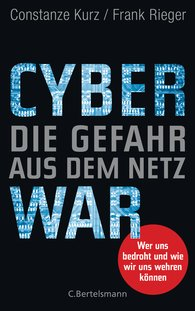 Constanze Kurz / Frank Rieger
CYBER
DIE GEFAHR
AUS DEM NETZ
WAR
Wer uns
bedroht und wie
wir uns wehren
können
C.Bertelsmann